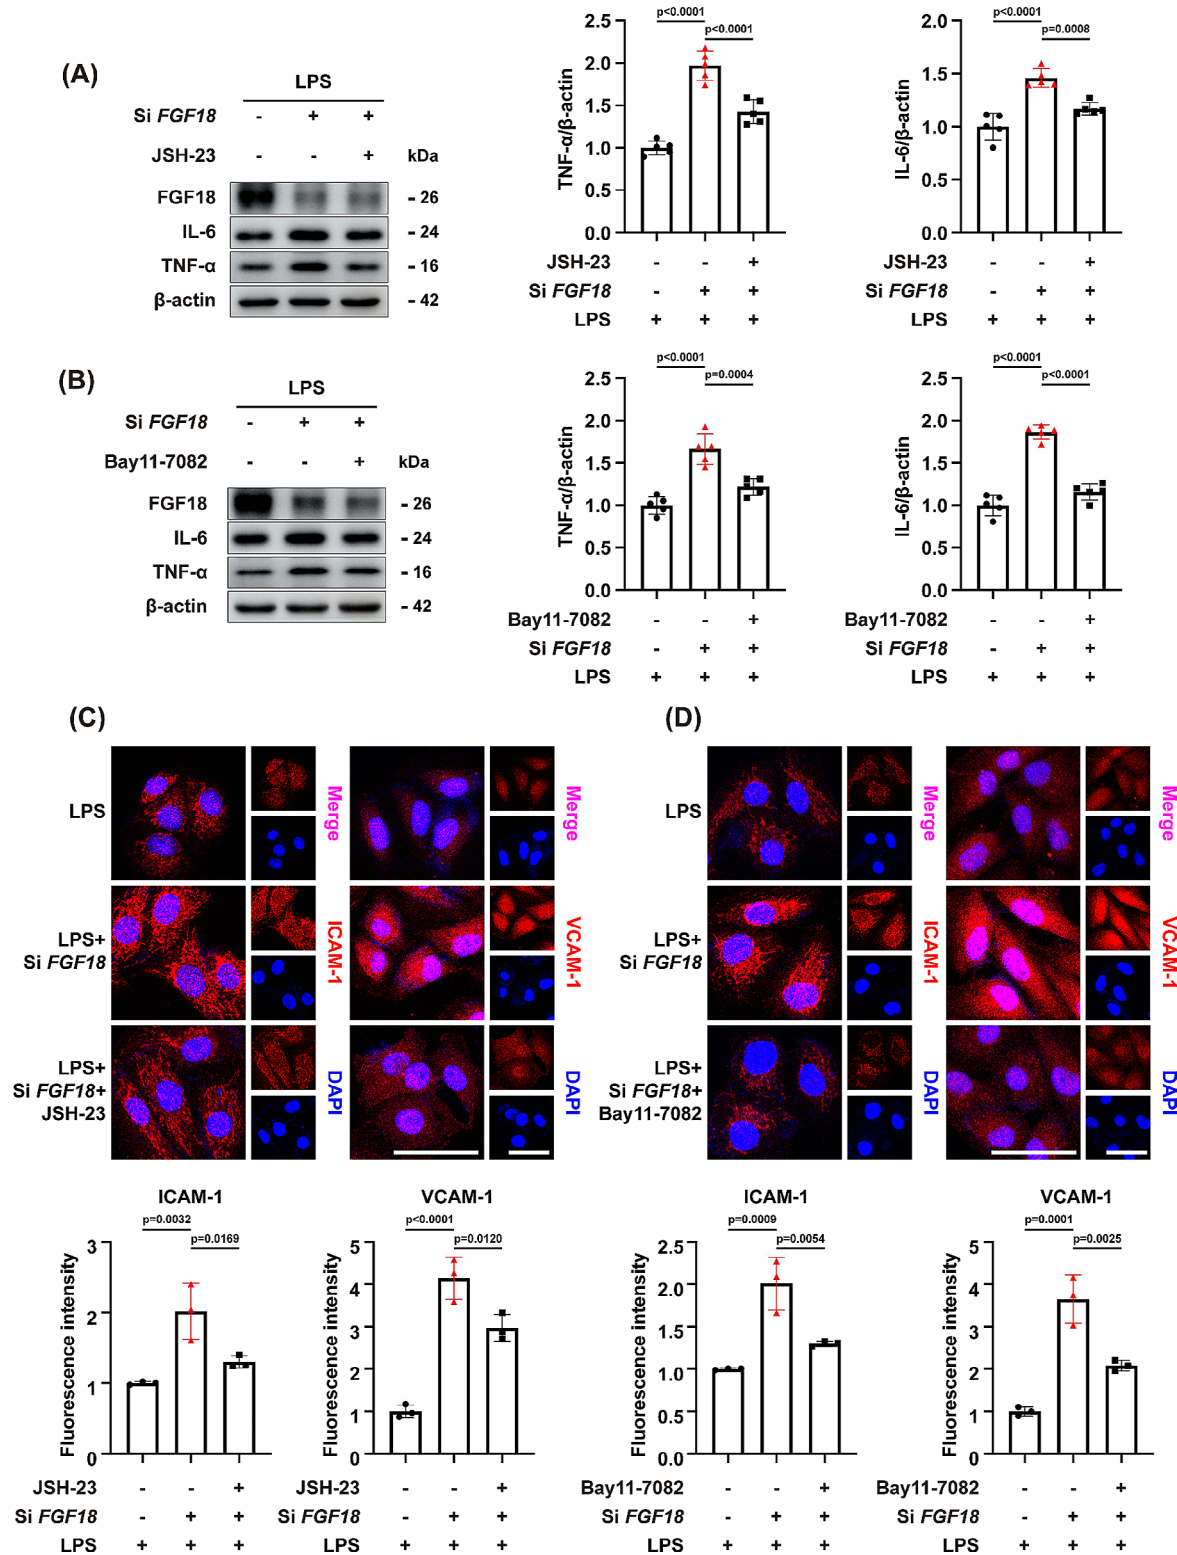 (A)
LPS
Si FGF18 - + +
JSH-23 - - + kDa
FGF18 - 26
IL-6 - 24
TNF-α - 16
β-actin - 42
p<0.0001
p<0.0001
TNF-α/β-actin
2.5
2.0
1.5
1.0
0.5
0.0
JSH-23 - - +
Si FGF18 - + +
LPS + + +
p<0.0001
p=0.0008
IL-6/β-actin
2.0
1.5
1.0
0.5
0.0
JSH-23 - - +
Si FGF18 - + +
LPS + + +
(B)
LPS
Si FGF18 - + +
Bay11-7082 - - + kDa
FGF18 - 26
IL-6 - 24
TNF-α - 16
β-actin - 42
p<0.0001
p=0.0004
TNF-α/β-actin
2.5
2.0
1.5
1.0
0.5
0.0
Bay11-7082 - - +
Si FGF18 - + +
LPS + + +
p<0.0001
p<0.0001
IL-6/β-actin
2.5
2.0
1.5
1.0
0.5
0.0
Bay11-7082 - - +
Si FGF18 - + +
LPS + + +
(C)
LPS
LPS+
Si FGF18
LPS+
Si FGF18+
JSH-23
Merge
ICAM-1
DAPI
Merge
VCAM-1
DAPI
(D)
LPS
LPS+
Si FGF18
LPS+
Si FGF18+
Bay11-7082
Merge
ICAM-1
DAPI
Merge
VCAM-1
DAPI
ICAM-1
p=0.0032
p=0.0169
Fluorescence intensity
3
2
1
0
JSH-23 - - +
Si FGF18 - + +
LPS + + +
VCAM-1
p<0.0001
p=0.0120
Fluorescence intensity
5
4
3
2
1
0
JSH-23 - - +
Si FGF18 - + +
LPS + + +
ICAM-1
p=0.0009
p=0.0054
Fluorescence intensity
2.5
2.0
1.5
1.0
0.5
0.0
Bay11-7082 - - +
Si FGF18 - + +
LPS + + +
VCAM-1
p=0.0001
p=0.0025
Fluorescence intensity
5
4
3
2
1
0
Bay11-7082 - - +
Si FGF18 - + +
LPS + + +